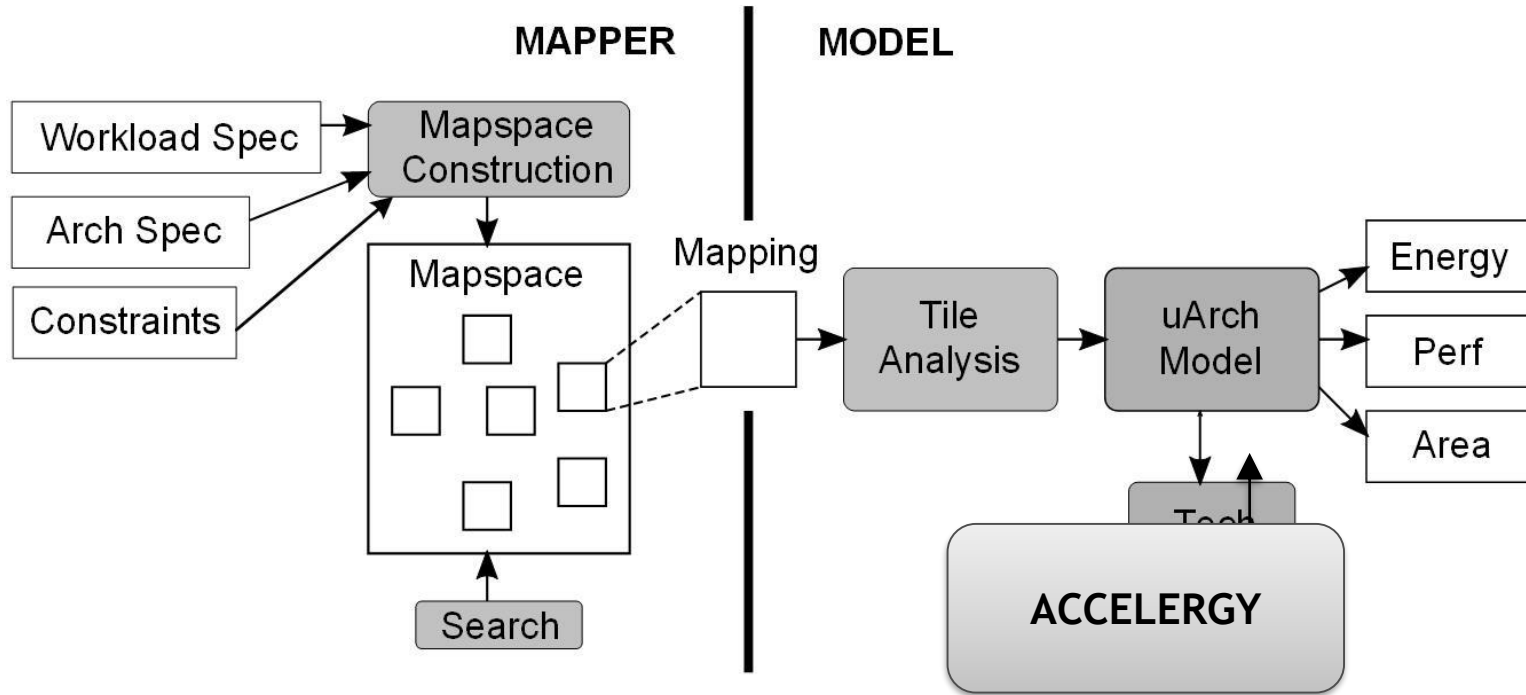 MAPPER
MODEL
Workload Spec
Arch Spec
Constraints
Mapspace
Construction
Mapspace
Search
Mapping
Tile
Analysis
uArch
Model
Energy
Perf
Area
ACCELERGY